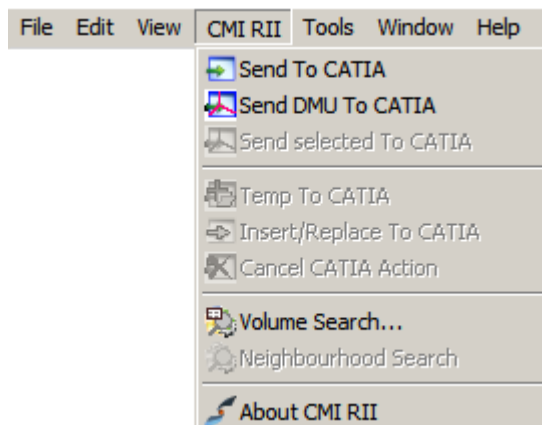 File Edit View CMI RII Tools Window Help
Send To CATIA
Send DMU To CATIA
Send selected To CATIA
Temp To CATIA
Insert/Replace To CATIA
Cancel CATIA Action
Volume Search...
Neighbourhood Search
About CMI RII